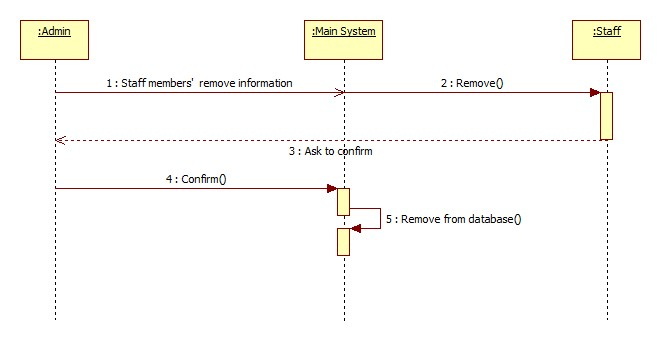 :Admin
:Main System
:Staff
1 : Staff members'  remove information
2 : Remove()
3 : Ask to confirm
4 : Confirm()
5 : Remove from database()